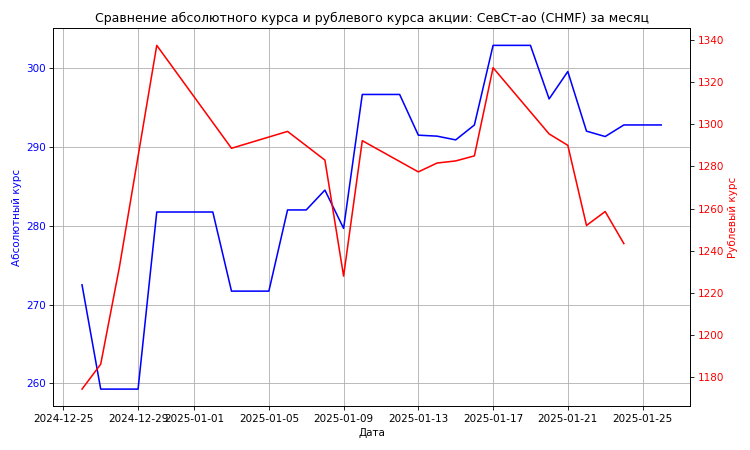 Сравнение абсолютного курса и рублевого курса акции: СевСт-ао (CHMF) за месяц
Абсолютный курс
300
290
280
270
260
1340
1320
1300
1280
1260
1240
1220
1200
1180
Рублевый курс
2024-12-25 2024-12-29 2025-01-01 2025-01-05 2025-01-09 2025-01-13 2025-01-17 2025-01-21 2025-01-25
Дата